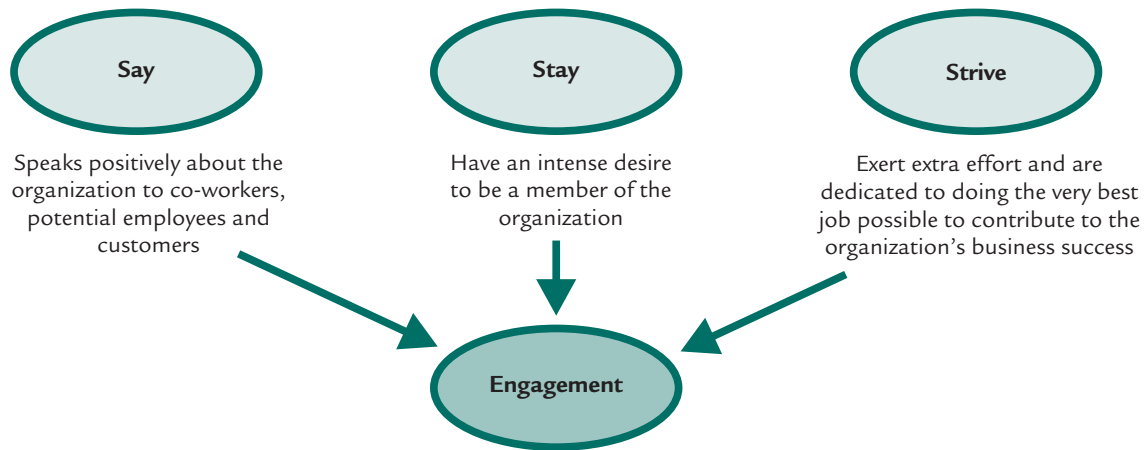 Say
Speaks positively about the
organization to co-workers,
potential employees and
customers
Stay
Have an intense desire
to be a member of the
organization
Strive
Exert extra effort and are
dedicated to doing the very best
job possible to contribute to the
organization’s business success
Engagement